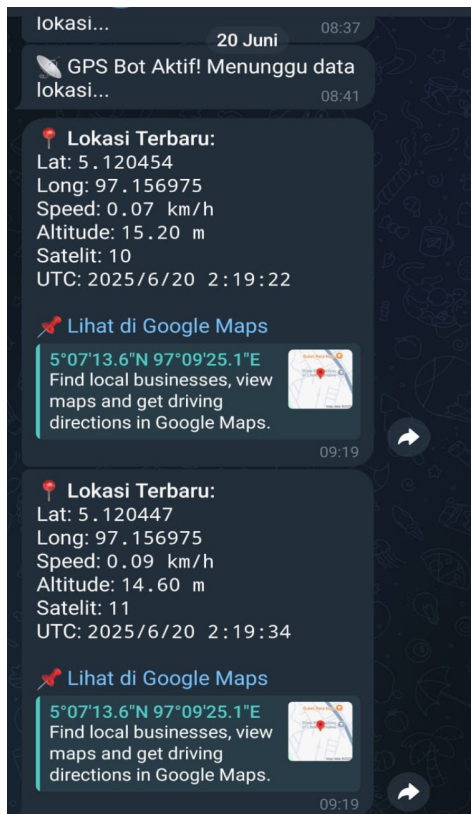 lokasi...
08:37
20 Juni
GPS Bot Aktif! Menunggu data
lokasi...
08:41
Lokasi Terbaru:
Lat: 5.120454
Long: 97.156975
Speed: 0.07 km/h
Altitude: 15.20 m
Satelit: 10
UTC: 2025/6/20 2:19:22
Lihat di Google Maps
5°07'13.6"N 97°09'25.1"E
Find local businesses, view
maps and get driving
directions in Google Maps.
09:19
Lokasi Terbaru:
Lat: 5.120447
Long: 97.156975
Speed: 0.09 km/h
Altitude: 14.60 m
Satelit: 11
UTC: 2025/6/20 2:19:34
Lihat di Google Maps
5°07'13.6"N 97°09'25.1"E
Find local businesses, view
maps and get driving
directions in Google Maps.
09:19